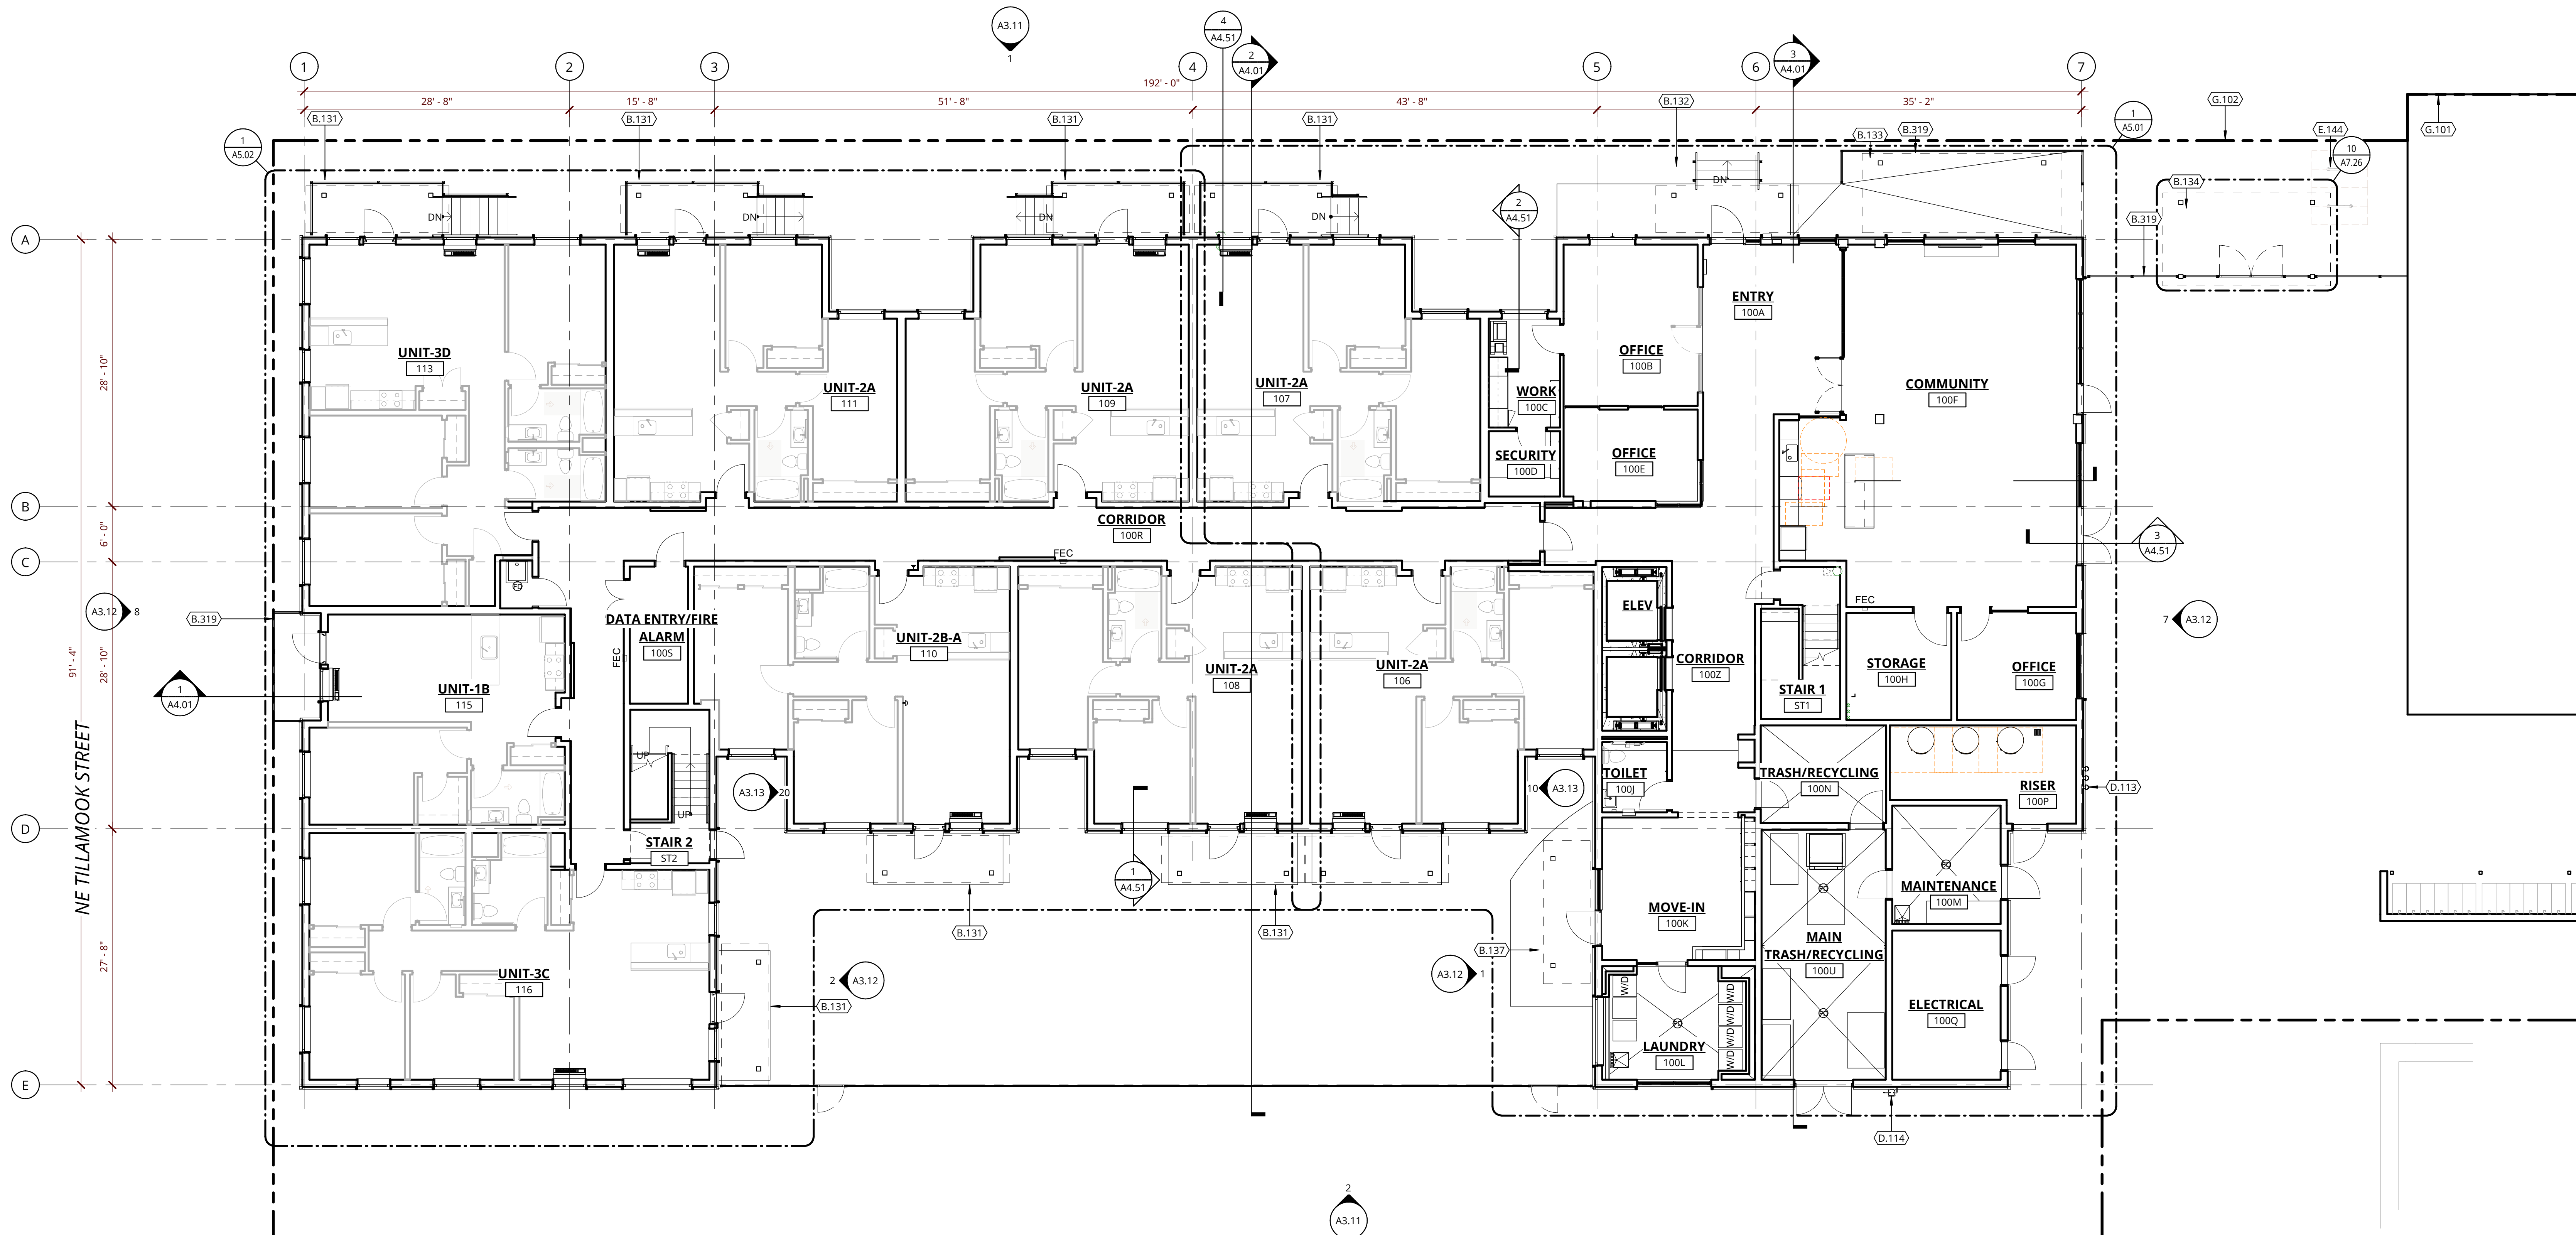 A3.11
1
4
A4.51
2
A4.01
3
A4.01
1
2
3
4
5
6
7
192' - 0"
28' - 8"
15' - 8"
51' - 8"
43' - 8"
35' - 2"
B.131
B.131
B.131
B.131
B.132
B.133
B.319
1
A5.01
G.102
E.144
G.101
1
A5.02
10
A7.26
B.134
B.319
2
A4.51
DN
DN
DN
DN
DN
A
B
C
D
E
28' - 10"
6' - 0"
28' - 10"
27' - 8"
91' - 4"
NE TILLAMOOK STREET
ENTRY
100A
UNIT-3D
113
UNIT-2A
111
UNIT-2A
109
UNIT-2A
107
OFFICE
100B
WORK
100C
COMMUNITY
100F
SECURITY
100D
OFFICE
100E
CORRIDOR
100R
FEC
3
A4.51
A3.12
8
B.319
DATA ENTRY/FIRE
ALARM
100S
FEC
UNIT-2B-A
110
UNIT-2A
108
UNIT-2A
106
ELEV
CORRIDOR
100Z
FEC
STORAGE
100H
OFFICE
100G
STAIR 1
ST1
7
A3.12
1
A4.01
UNIT-1B
115
UP
UP
A3.13
20
10
A3.13
TOILET
100J
TRASH/RECYCLING
100N
RISER
100P
D.113
STAIR 2
ST2
1
A4.51
B.131
B.131
MOVE-IN
100K
MAINTENANCE
100M
MAIN
TRASH/RECYCLING
100U
B.137
UNIT-3C
116
2
A3.12
B.131
A3.12
1
W/D
W/D
W/D
W/D
W/D
ELECTRICAL
100Q
LAUNDRY
100L
D.114
2
A3.11